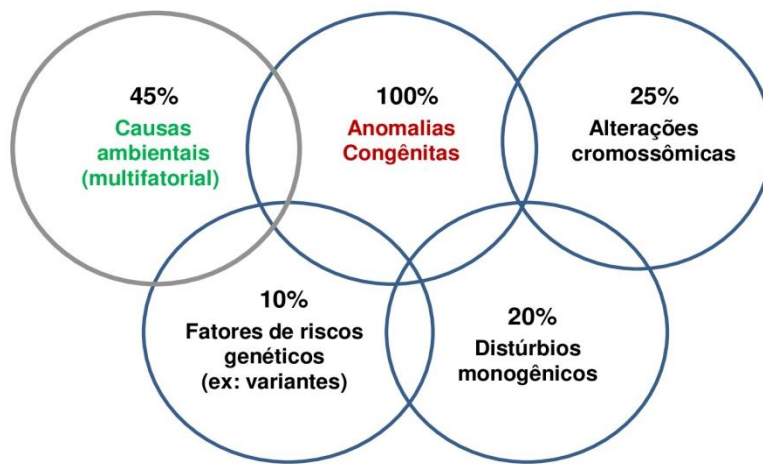 45%
Causas
ambientais
(multifatorial)
100%
Anomalias
Congênitas
25%
Alterações
cromossômicas
10%
Fatores de riscos
genéticos
(ex: variantes)
20%
Distúrbios
monogênicos